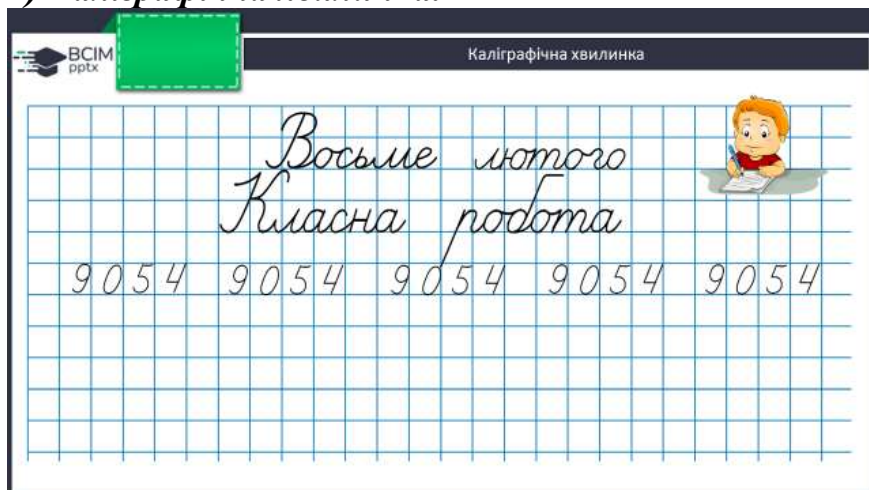 ВСІМ
pptx
Каліграфічна хвилинка
Восьме лютого
Класна робота
9054 9054 9054 9054 9054